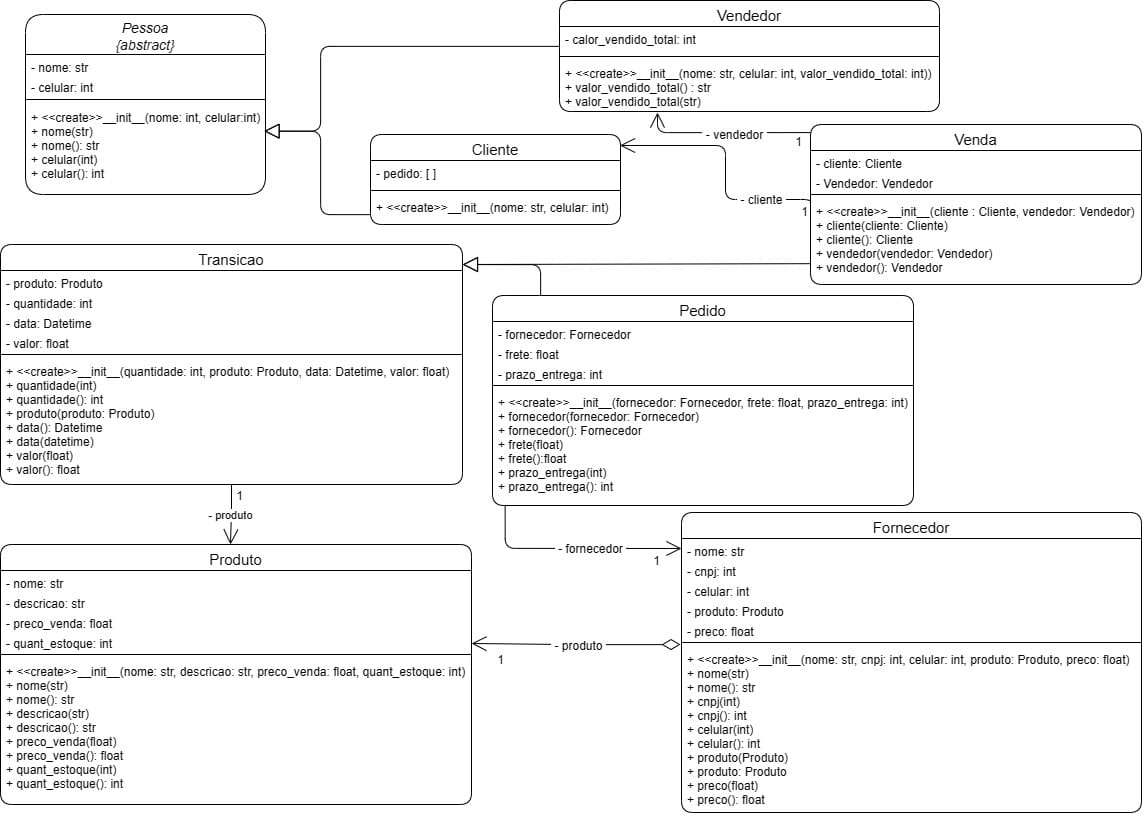 Pessoa
{abstract}
- nome: str
- celular: int
+ <<create>>__init__(nome: int, celular:int)
+ nome(str)
+ nome(): str
+ celular(int)
+ celular(): int
Vendedor
- calor_vendido_total: int
+ <<create>>__init__(nome: str, celular: int, valor_vendido_total: int))
+ valor_vendido_total() : str
+ valor_vendido_total(str)
Cliente
- pedido: [ ]
+ <<create>>__init__(nome: str, celular: int)
- vendedor
1
- cliente
1
Venda
- cliente: Cliente
- Vendedor: Vendedor
+ <<create>>__init__(cliente : Cliente, vendedor: Vendedor)
+ cliente(cliente: Cliente)
+ cliente(): Cliente
+ vendedor(vendedor: Vendedor)
+ vendedor(): Vendedor
Transicao
- produto: Produto
- quantidade: int
- data: Datetime
- valor: float
+ <<create>>__init__(quantidade: int, produto: Produto, data: Datetime, valor: float)
+ quantidade(int)
+ quantidade(): int
+ produto(produto: Produto)
+ data(): Datetime
+ data(datetime)
+ valor(float)
+ valor(): float
Pedido
- fornecedor: Fornecedor
- frete: float
- prazo_entrega: int
+ <<create>>__init__(fornecedor: Fornecedor, frete: float, prazo_entrega: int)
+ fornecedor(fornecedor: Fornecedor)
+ fornecedor(): Fornecedor
+ frete(float)
+ frete():float
+ prazo_entrega(int)
+ prazo_entrega(): int
1
- produto
- fornecedor
1
Produto
- nome: str
- descricao: str
- preco_venda: float
- quant_estoque: int
+ <<create>>__init__(nome: str, descricao: str, preco_venda: float, quant_estoque: int)
+ nome(str)
+ nome(): str
+ descricao(str)
+ descricao(): str
+ preco_venda(float)
+ preco_venda(): float
+ quant_estoque(int)
+ quant_estoque(): int
- produto
1
Fornecedor
- nome: str
- cnpj: int
- celular: int
- produto: Produto
- preco: float
+ <<create>>__init__(nome: str, cnpj: int, celular: int, produto: Produto, preco: float)
+ nome(str)
+ nome(): str
+ cnpj(int)
+ cnpj(): int
+ celular(int)
+ celular(): int
+ produto(Produto)
+ produto: Produto
+ preco(float)
+ preco(): float